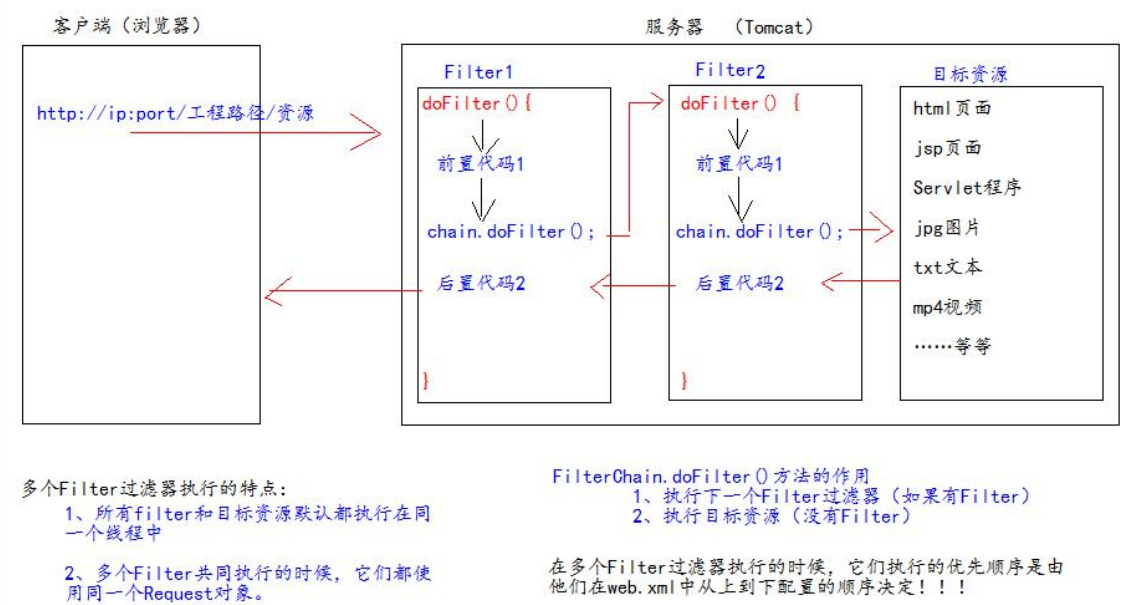 客户端（浏览器）
服务器 （Tomcat）
http://ip:port/工程路径/资源
Filter1
doFilter(){
前置代码1
chain.doFilter();
后置代码2
}
Filter2
doFilter() {
前置代码1
chain.doFilter();
后置代码2
}
目标资源
html页面
jsp页面
Servlet程序
jpg图片
txt文本
mp4视频
……等等
多个Filter过滤器执行的特点：
1、所有filter和目标资源默认都执行在同
一个线程中
2、多个Filter共同执行的时候，它们都使
用同一个Request对象。
FilterChain.doFilter()方法的作用
1、执行下一个Filter过滤器（如果有Filter）
2、执行目标资源（没有Filter）
在多个Filter过滤器执行的时候，它们执行的优先顺序是由
他们在web.xml中从上到下配置的顺序决定！！！